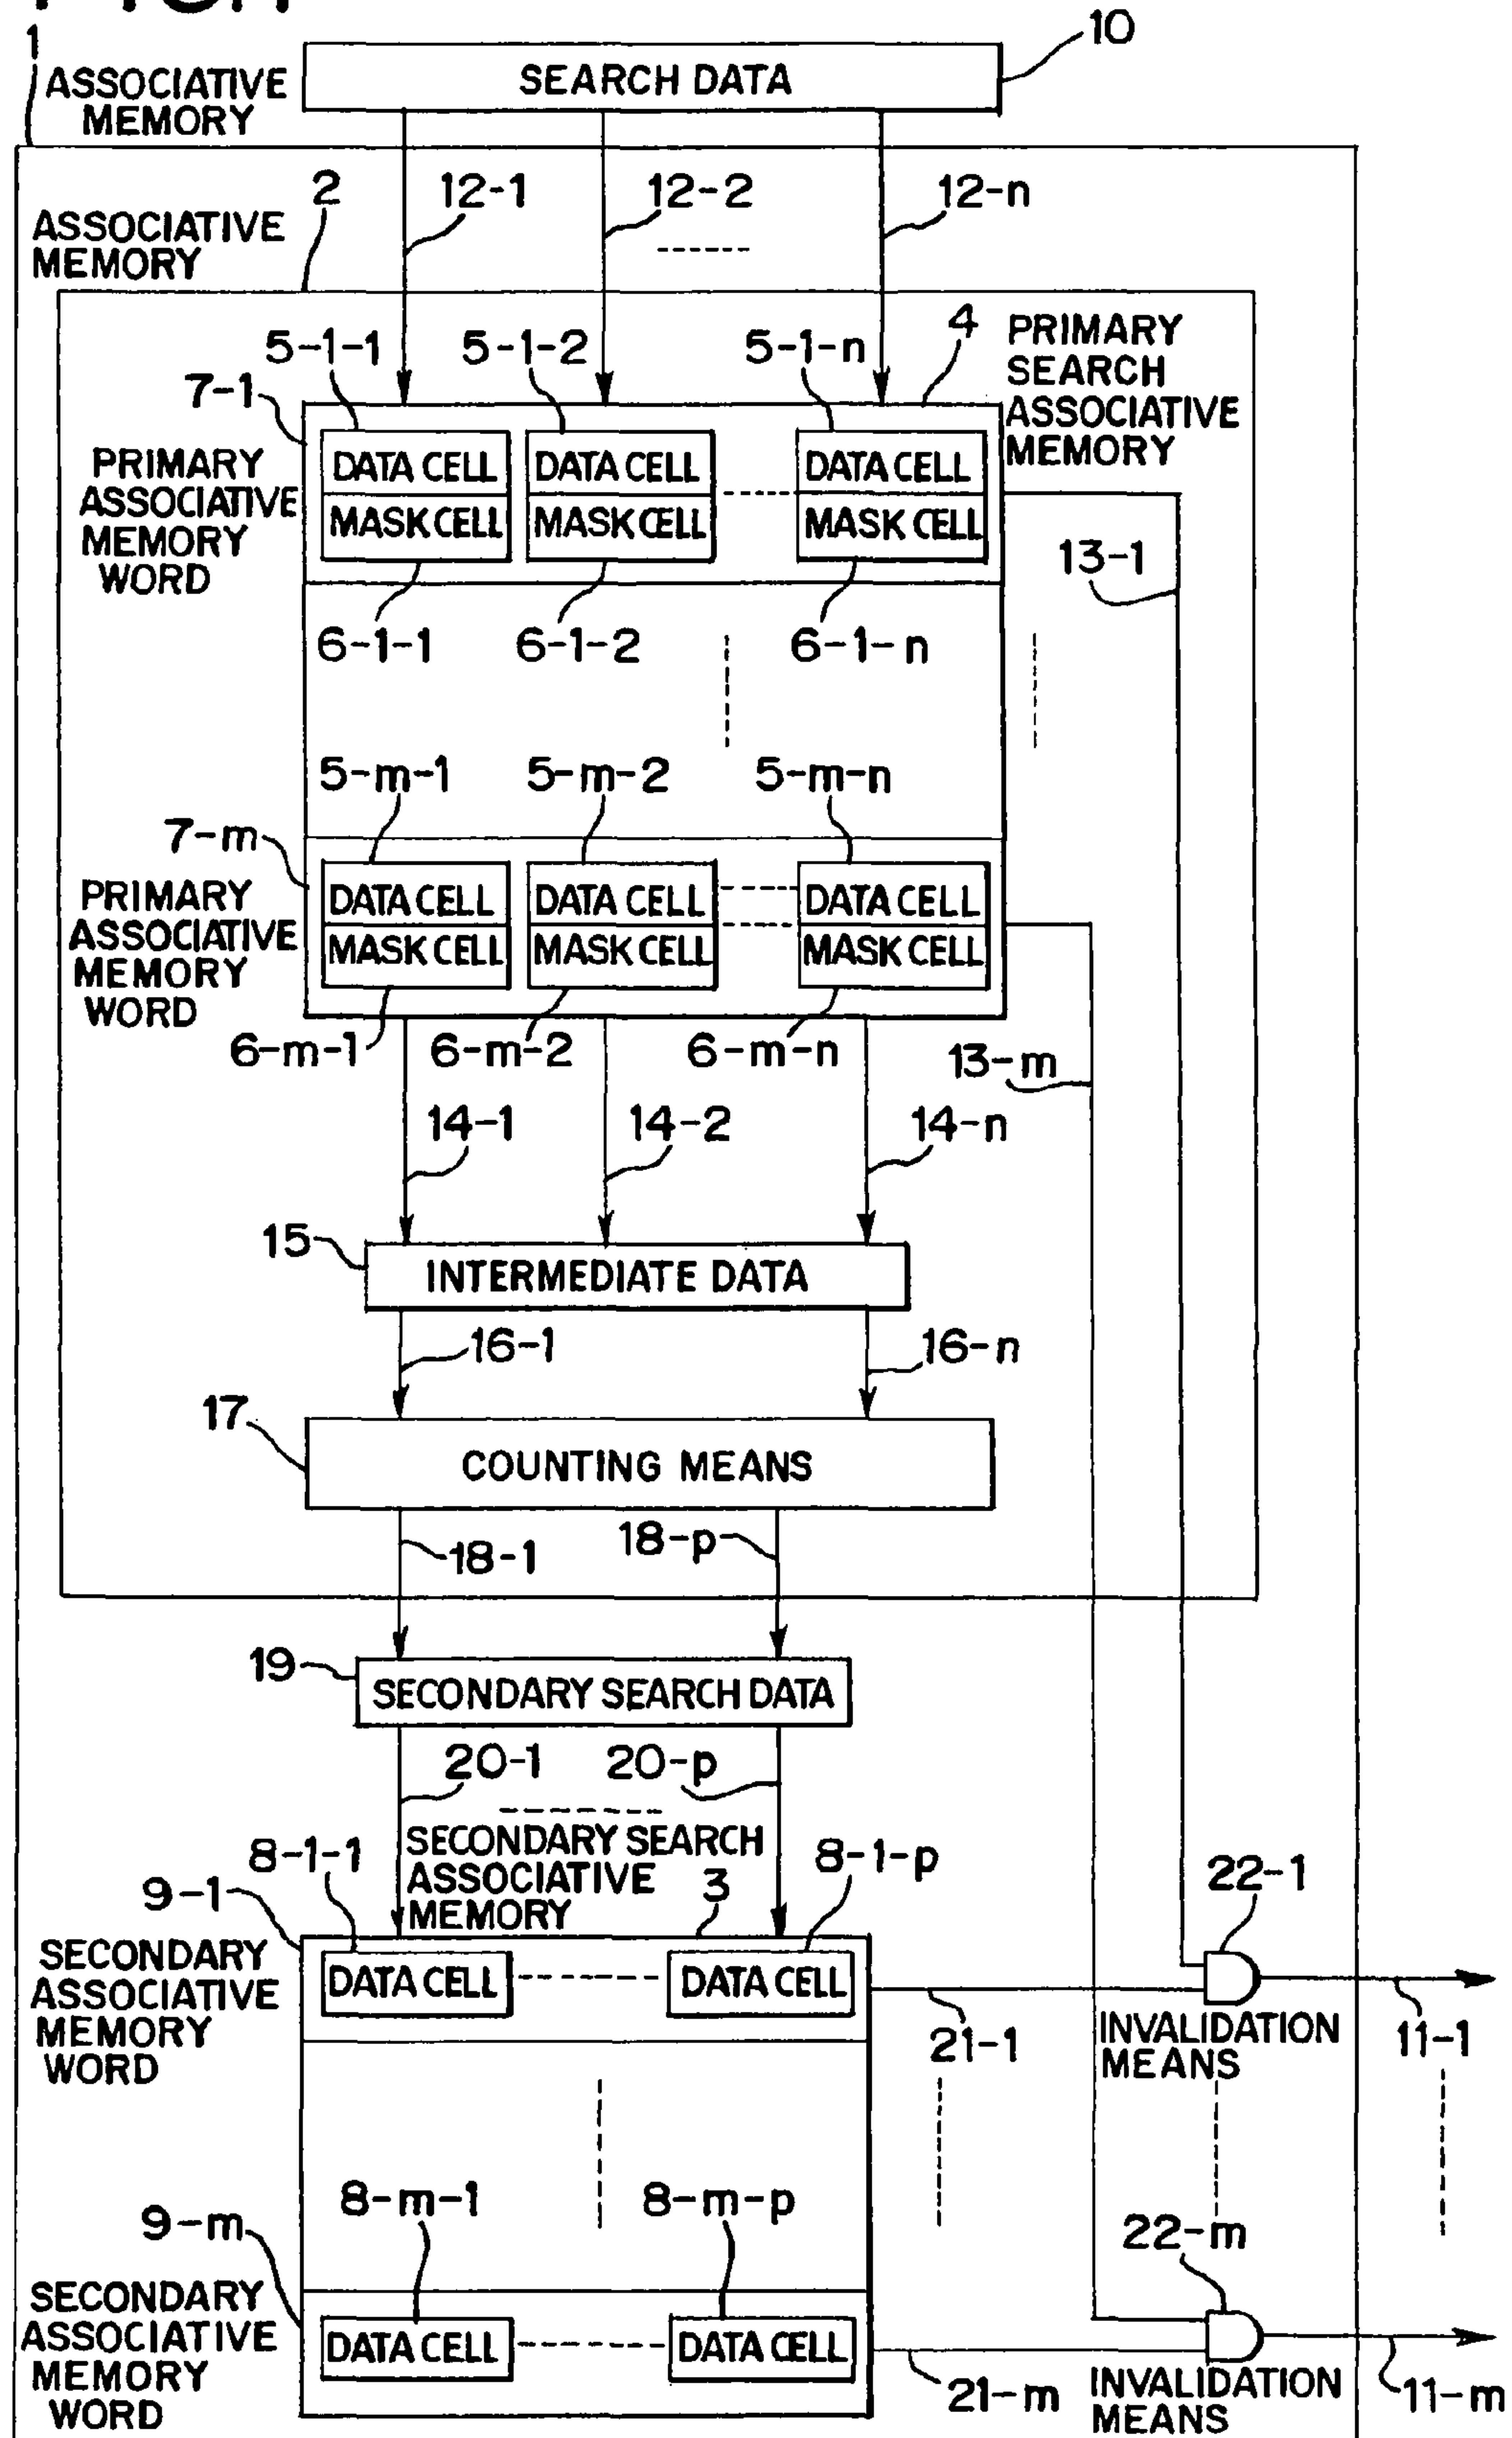 1
10
ASSOCIATIVE
MEMORY
SEARCH DATA
2
12-1
12-2
12-n
ASSOCIATIVE
MEMORY
5-1-1
5-1-2
5-1-n
4
PRIMARY
SEARCH
ASSOCIATIVE
MEMORY
7-1
PRIMARY
ASSOCIATIVE
MEMORY
WORD
DATA CELL
DATA CELL
DATA CELL
MASK CELL
MASK CELL
MASK CELL
13-1
6-1-1
6-1-2
6-1-n
5-m-1
5-m-2
5-m-n
7-m
PRIMARY
ASSOCIATIVE
MEMORY
WORD
DATA CELL
DATA CELL
DATA CELL
MASK CELL
MASK CELL
MASK CELL
6-m-1
6-m-2
6-m-n
13-m
14-1
14-2
14-n
15
INTERMEDIATE DATA
16-1
16-n
17
COUNTING MEANS
18-1
18-p
19
SECONDARY SEARCH DATA
20-1
20-p
SECONDARY SEARCH
ASSOCIATIVE
MEMORY
3
8-1-1
8-1-p
9-1
22-1
SECONDARY
ASSOCIATIVE
MEMORY
WORD
DATA CELL
DATA CELL
21-1
INVALIDATION
MEANS
11-1
8-m-1
8-m-p
9-m
22-m
SECONDARY
ASSOCIATIVE
MEMORY
WORD
DATA CELL
DATA CELL
21-m
INVALIDATION
MEANS
11-m